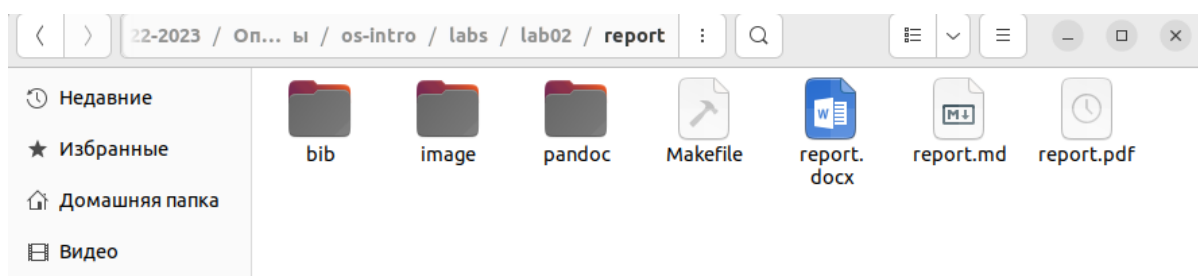 22-2023 / Оп... ы / os-intro / labs / lab02 / report
Недавние
Избранные
Домашняя папка
Видео
bib
image
pandoc
Makefile
report.
docx
report.md
report.pdf
W
M↓